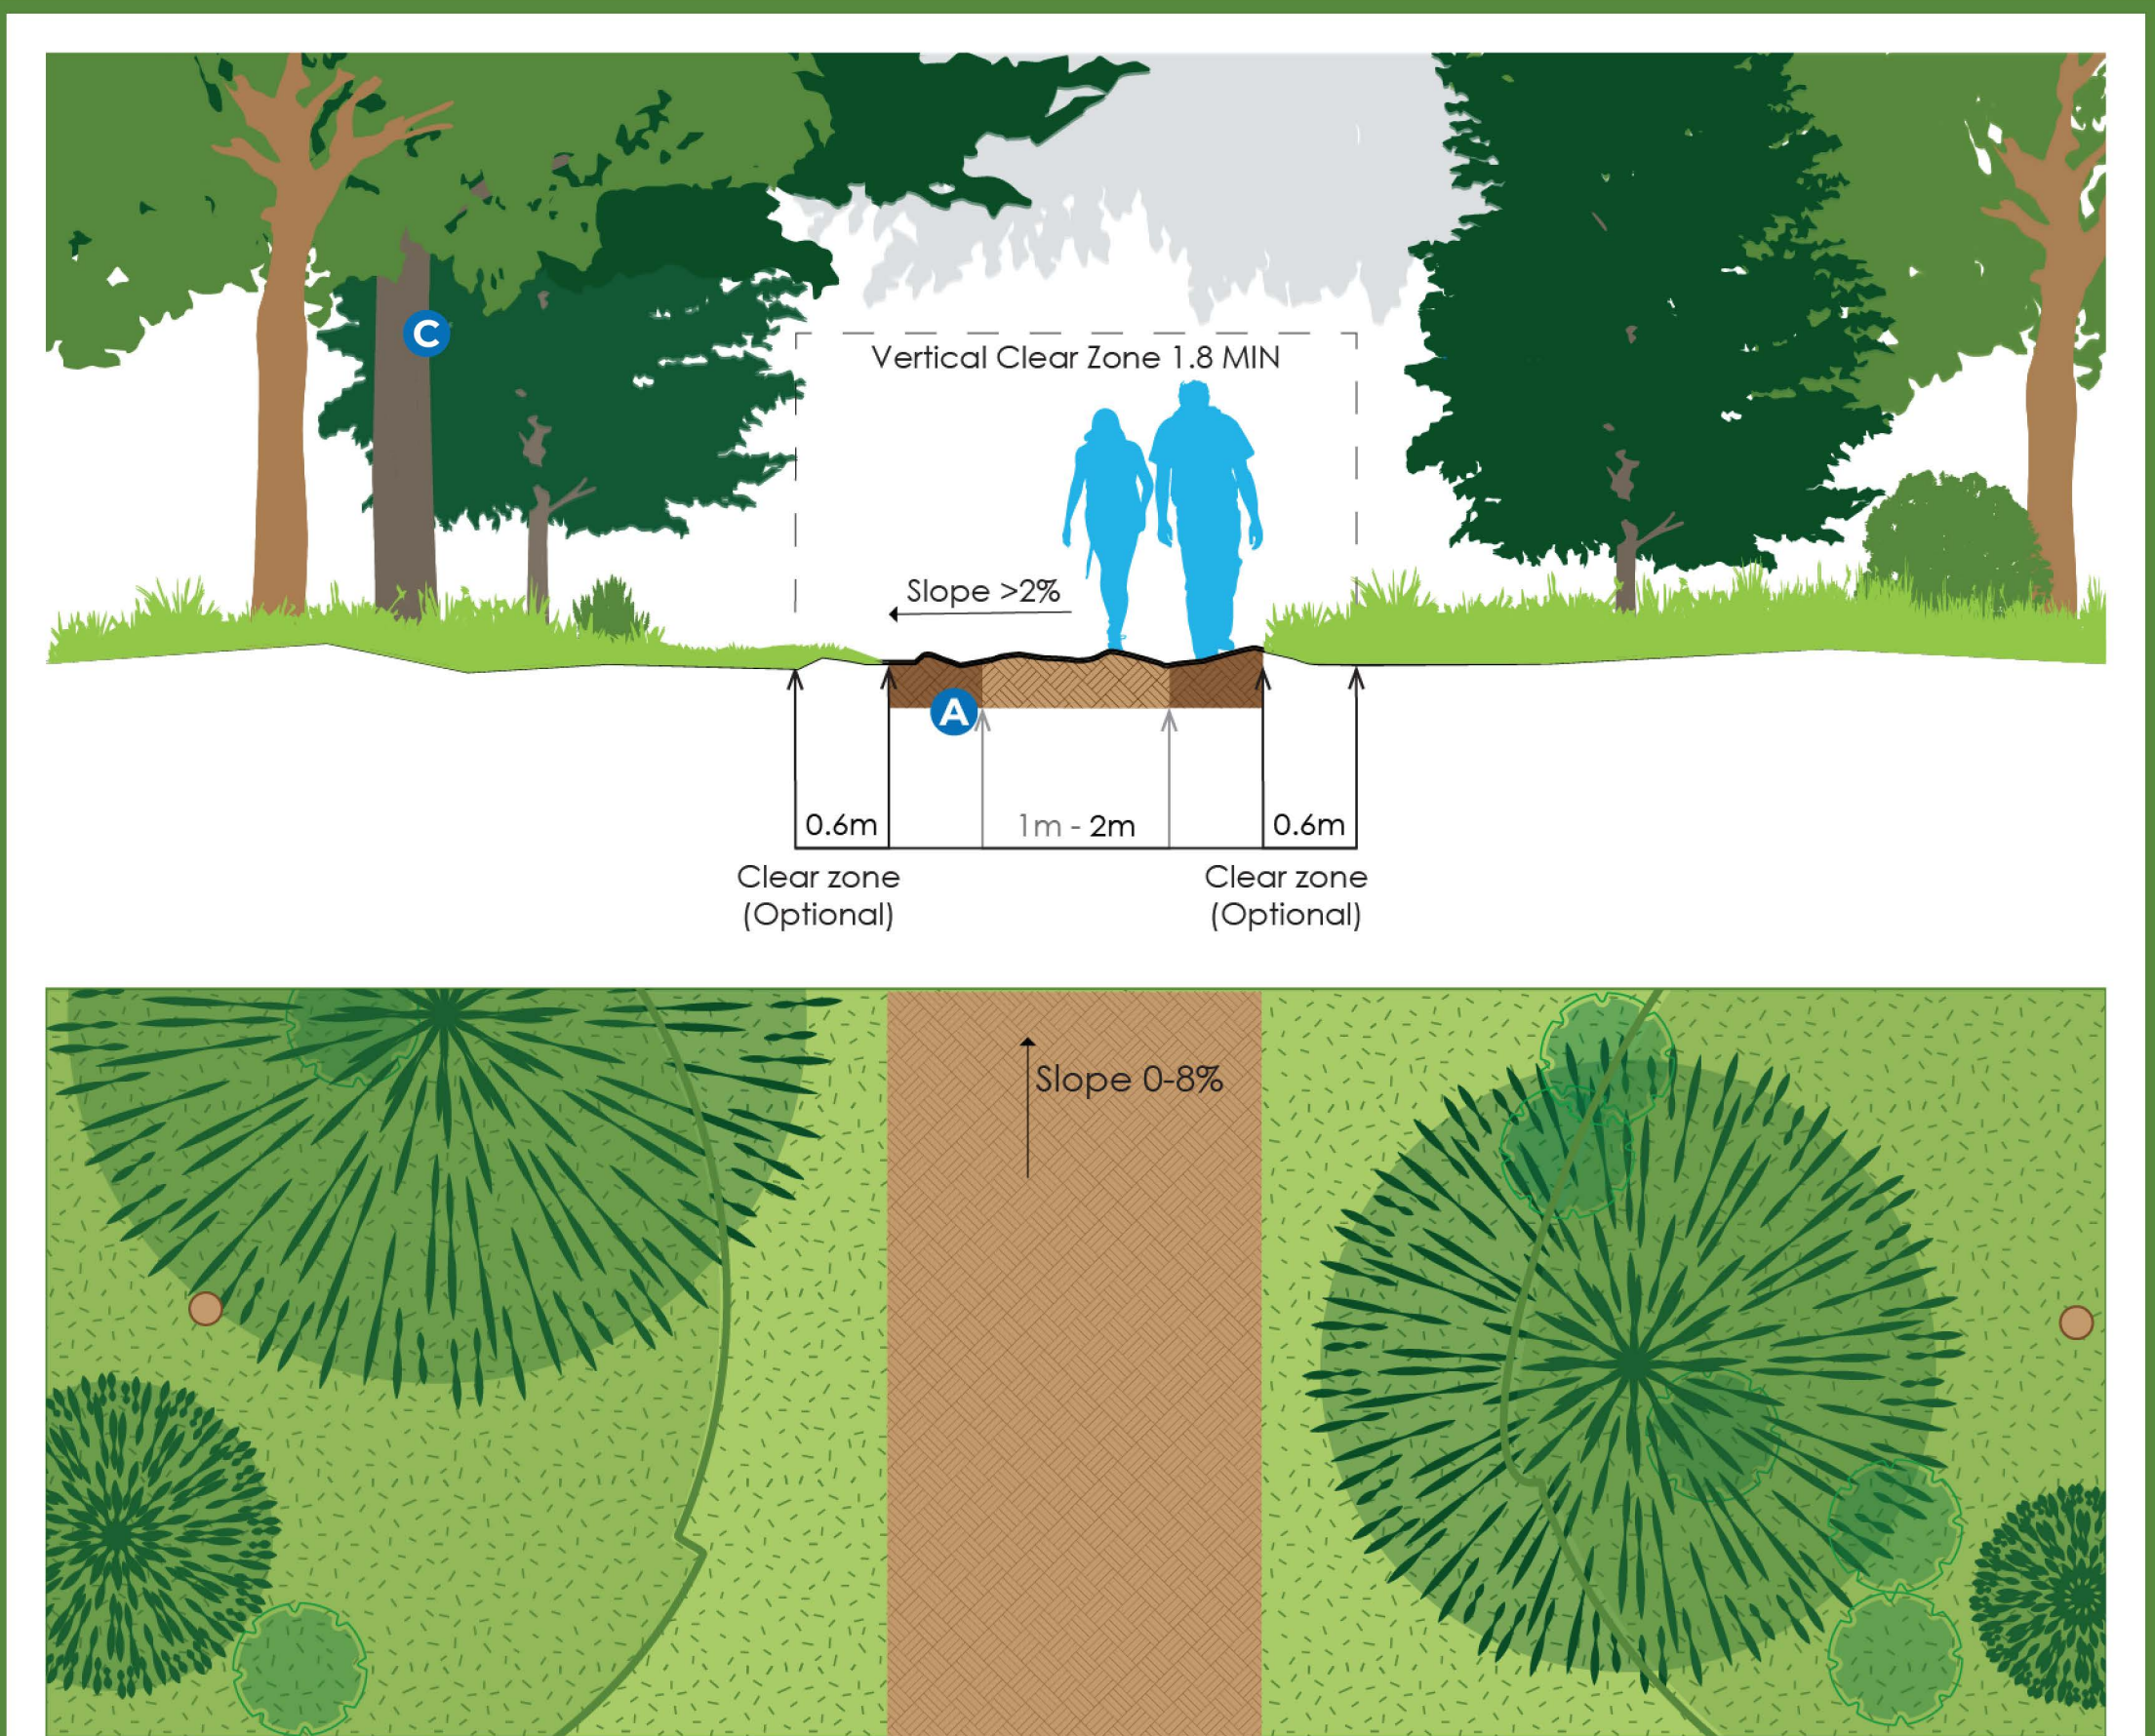 C
Vertical Clear Zone 1.8 MIN
Slope >2%
A
0.6m
1m - 2m
0.6m
Clear zone
(Optional)
Clear zone
(Optional)
Slope 0-8%